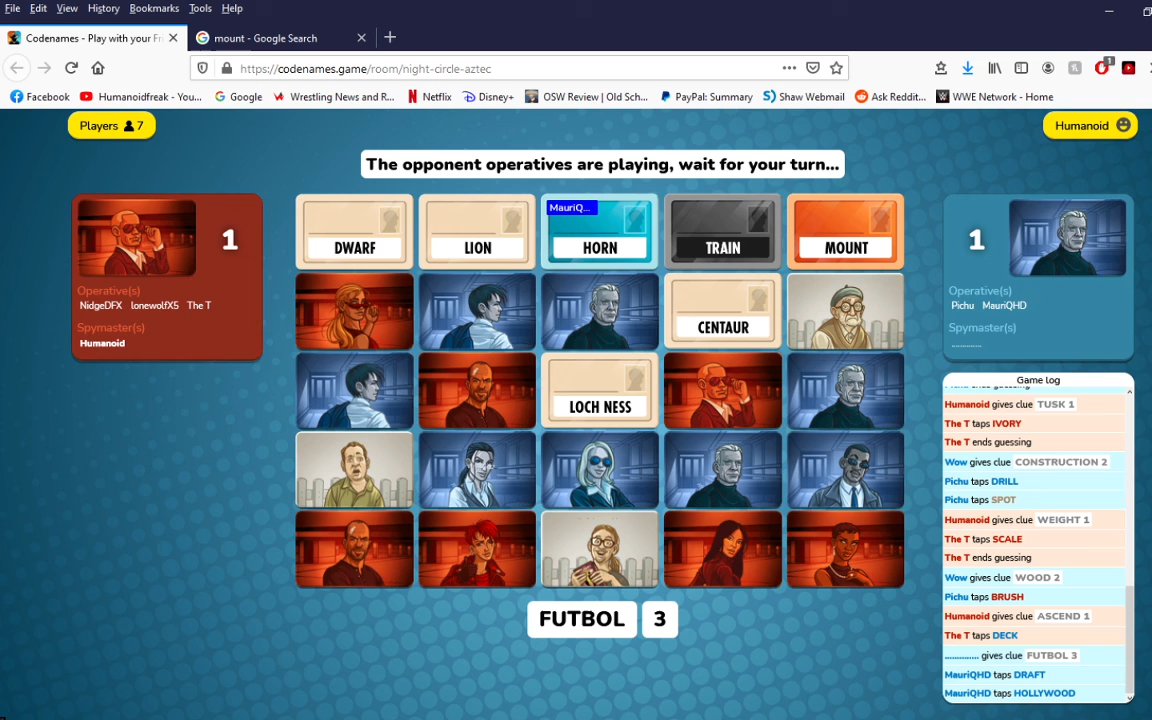 File Edit View History Bookmarks Tools Help
Codenames - Play with your Fri
mount - Google Search
https://codenames.game/room/night-circle-aztec
1
Facebook Humanoidfreak - You... Google Wrestling News and R... Netflix Disney+ OSW Review | Old Sch... PayPal: Summary Shaw Webmail Ask Reddit... WWE Network - Home
Players 7
Humanoid
The opponent operatives are playing, wait for your turn...
1
Operative(s)
NidgeDFX lonewolfX5 The T
Spymaster(s)
Humanoid
MauriQ...
DWARF LION HORN TRAIN MOUNT
CENTAUR
LOCH NESS
FUTBOL 3
1
Operative(s)
Pichu MauriQHD
Spymaster(s)
..............
Game log
Pichu ends guessing
Humanoid gives clue TUSK 1
The T taps IVORY
The T ends guessing
Wow gives clue CONSTRUCTION 2
Pichu taps DRILL
Pichu taps SPOT
Humanoid gives clue WEIGHT 1
The T taps SCALE
The T ends guessing
Wow gives clue WOOD 2
Pichu taps BRUSH
Humanoid gives clue ASCEND 1
The T taps DECK
.............. gives clue FUTBOL 3
MauriQHD taps DRAFT
MauriQHD taps HOLLYWOOD